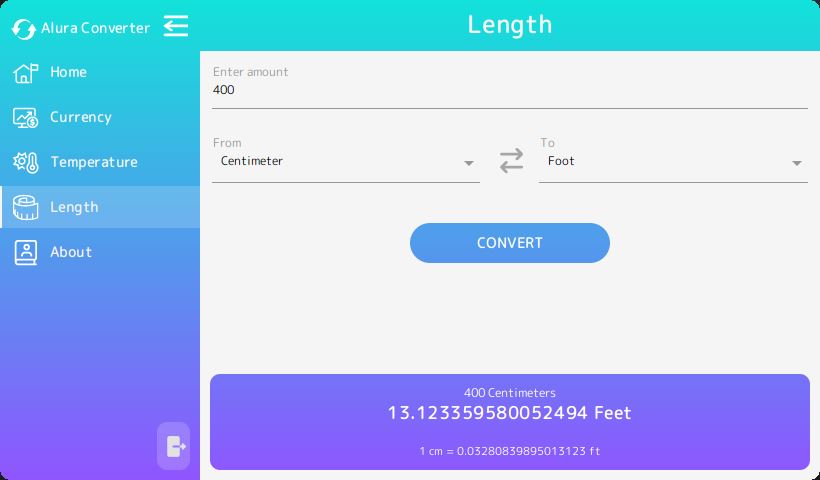 Alura Converter
Length
Home
Currency
Temperature
Length
About
Enter amount
400
From
To
Centimeter
Foot
CONVERT
400 Centimeters
13.123359580052494 Feet
1 cm = 0.03280839895013123 ft